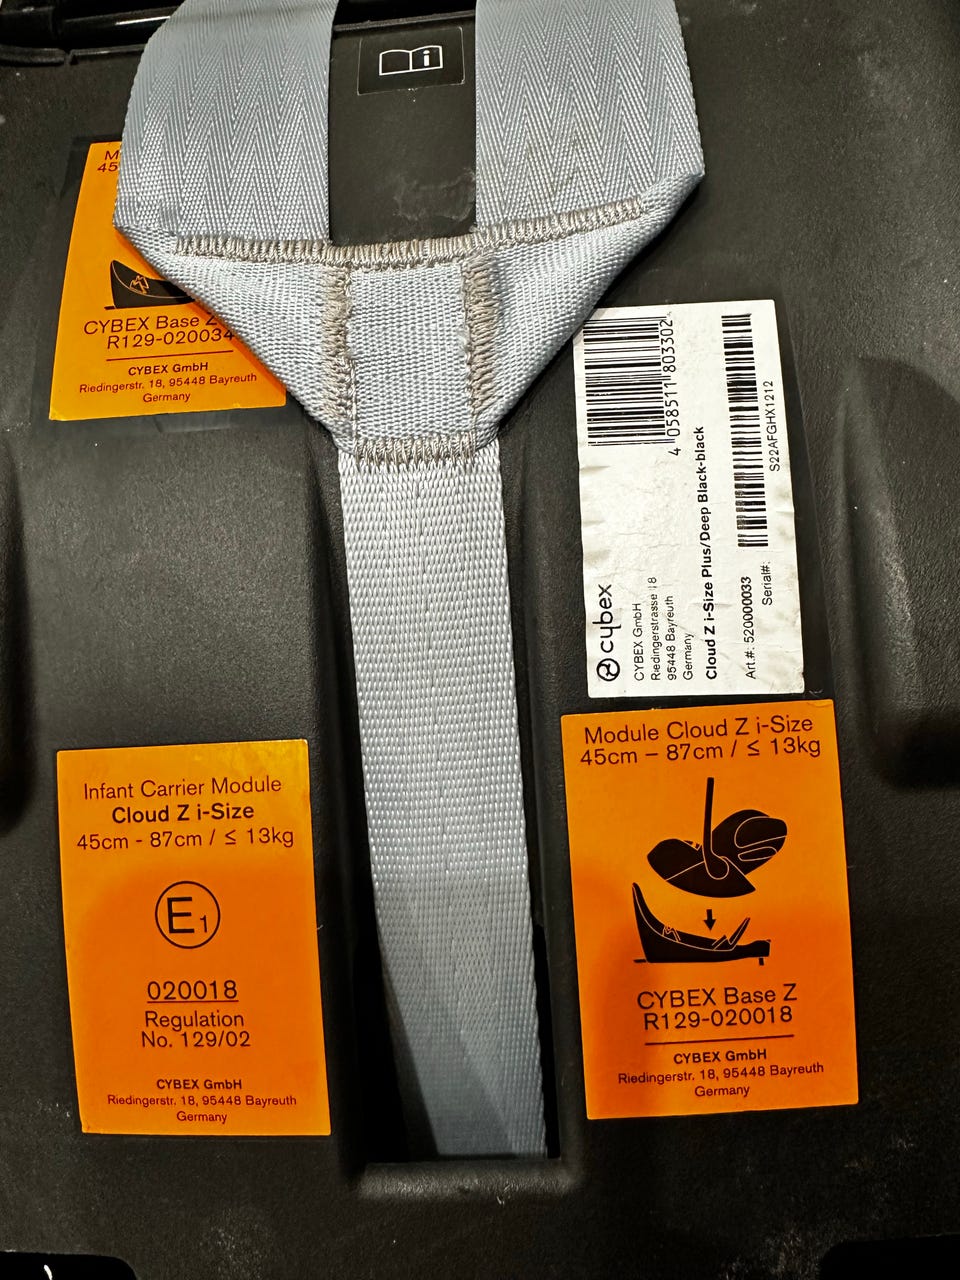 i
M
45
CYBEX Base Z
R129-020034
CYBEX GmbH
Riedingerstr. 18, 95448 Bayreuth
Germany
4 058511 803302
S22AFGHX1212
Serial#:
cybex
CYBEX GmbH
Riedingerstrasse 18
95448 Bayreuth
Germany
Cloud Z i-Size Plus/Deep Black-black
Art.#: 520000033
Infant Carrier Module
Cloud Z i-Size
45cm - 87cm / ≤ 13kg
E1
020018
Regulation
No. 129/02
CYBEX GmbH
Riedingerstr. 18, 95448 Bayreuth
Germany
Module Cloud Z i-Size
45cm – 87cm / ≤ 13kg
CYBEX Base Z
R129-020018
CYBEX GmbH
Riedingerstr. 18, 95448 Bayreuth
Germany